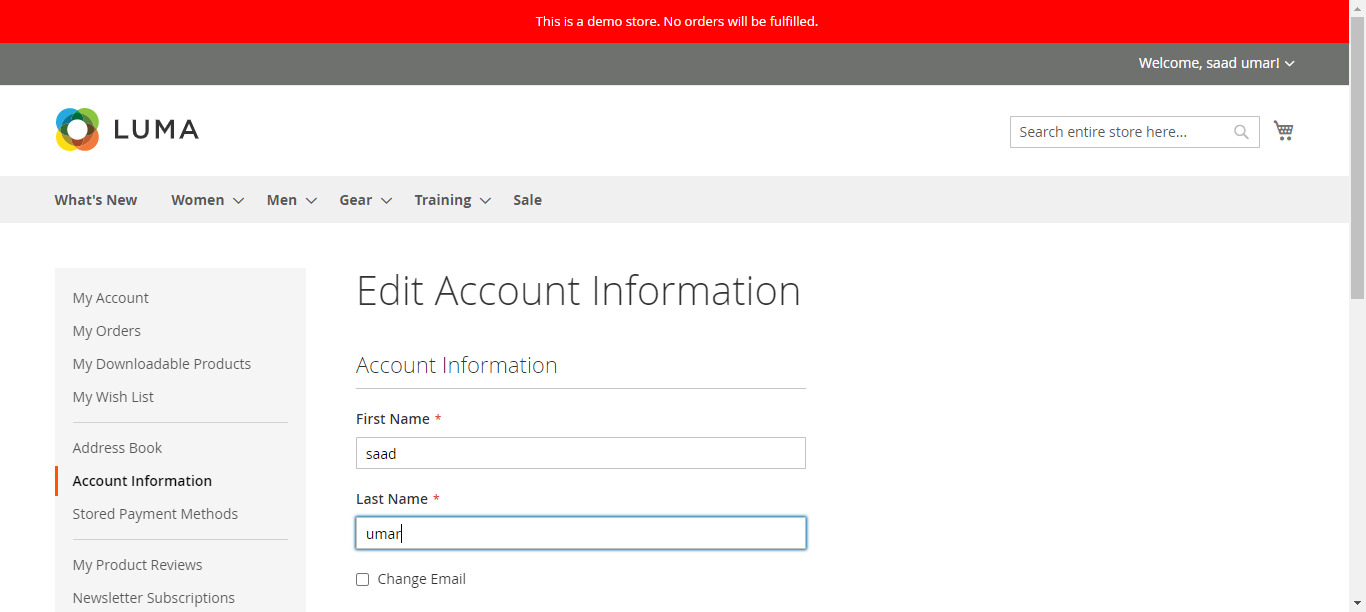 This is a demo store. No orders will be fulfilled.
Welcome, saad umar!
LUMA
Search entire store here...
What's New Women Men Gear Training Sale
My Account
My Orders
My Downloadable Products
My Wish List
Address Book
Account Information
Stored Payment Methods
My Product Reviews
Newsletter Subscriptions
Edit Account Information
Account Information
First Name *
saad
Last Name *
umar
Change Email